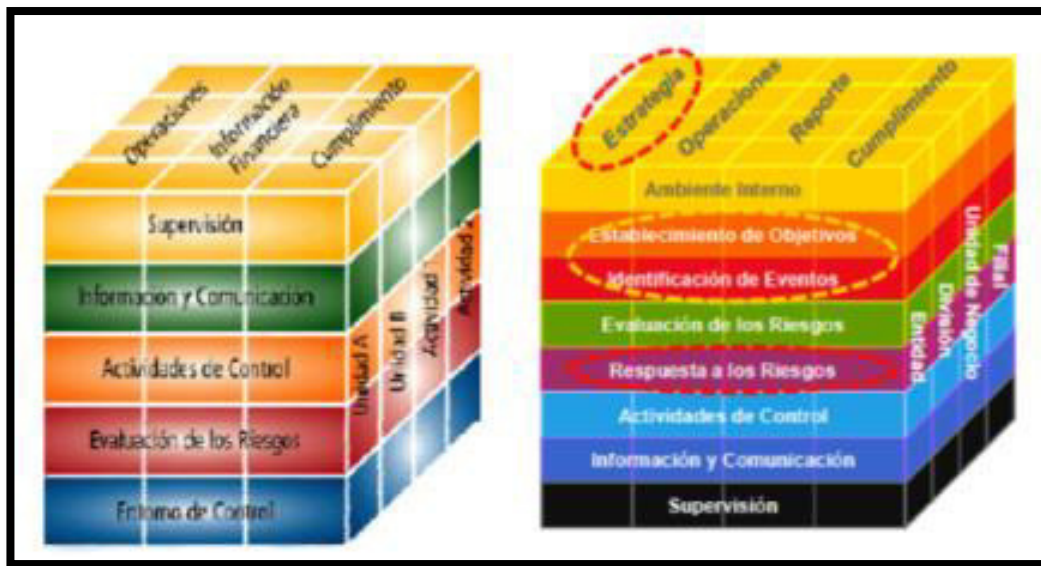 Operaciones
Información
Financiera
Cumplimiento
Supervisión
Informacion y Comunicacion
Actividades de Control
Evaluación de los Riesgos
Entorno de Control
Unidad A
Unidad B
Actividad 1
Actividad 2
Estrategia
Operaciones
Reporte
Cumplimiento
Ambiente Interno
Establecimiento de Objetivos
Identificación de Eventos
Evaluación de los Riesgos
Respuesta a los Riesgos
Actividades de Control
Información y Comunicación
Supervisión
Entidad
División
Unidad de Negocio
Filial